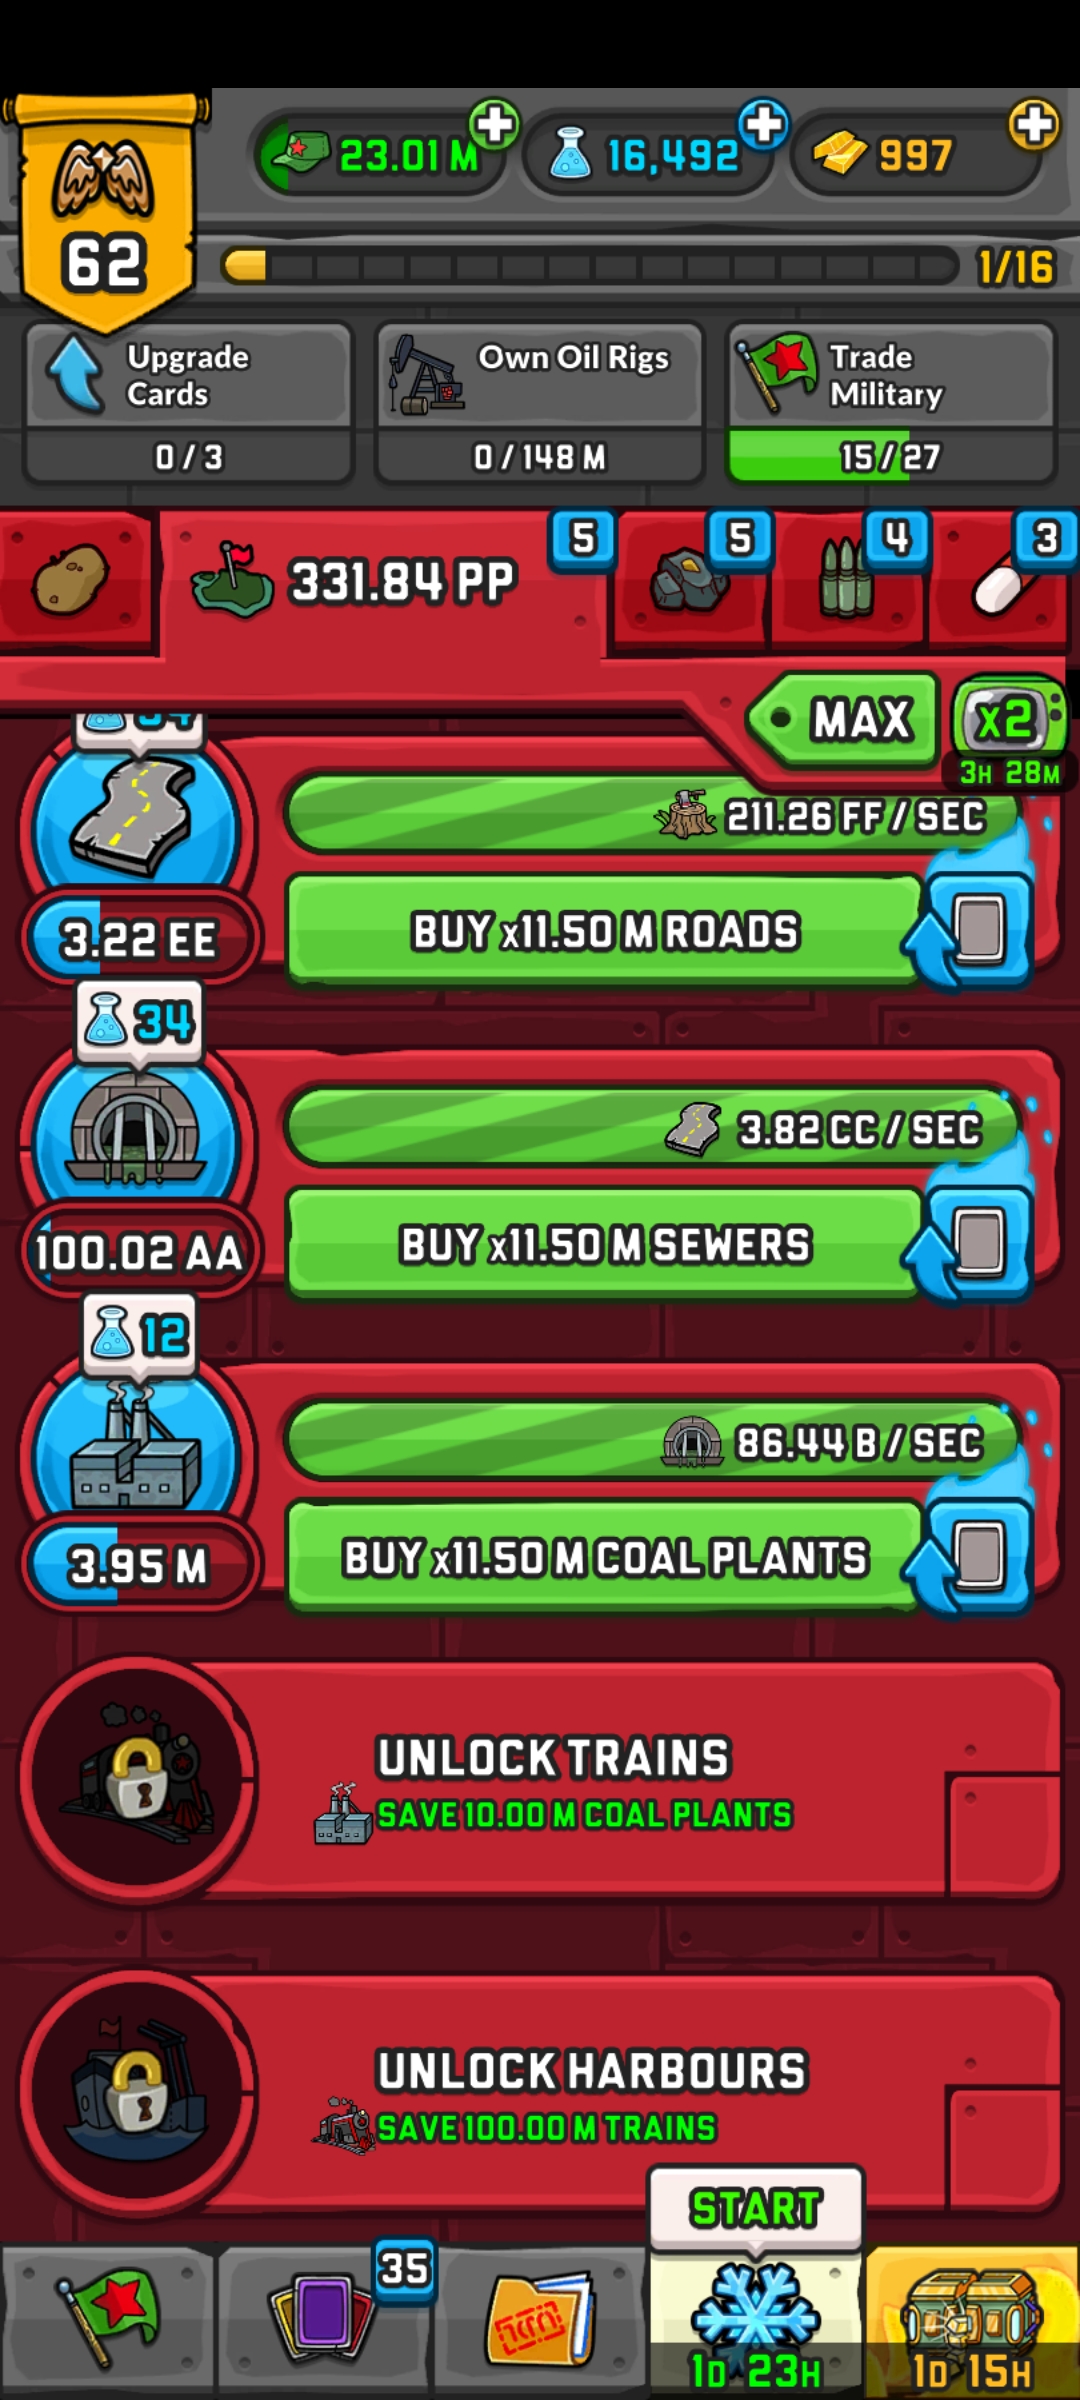 23.01 M
16,492
997
62
1/16
Upgrade
Cards
Own Oil Rigs
Trade
Military
0 / 3
0 / 148 M
15 / 27
5
5
4
3
331.84 PP
MAX
x2
3H 28M
211.26 FF / SEC
BUY x11.50 M ROADS
3.22 EE
34
3.82 CC / SEC
BUY x11.50 M SEWERS
100.02 AA
12
86.44 B / SEC
BUY x11.50 M COAL PLANTS
3.95 M
UNLOCK TRAINS
SAVE 10.00 M COAL PLANTS
UNLOCK HARBOURS
SAVE 100.00 M TRAINS
START
35
1D 23H
1D 15H